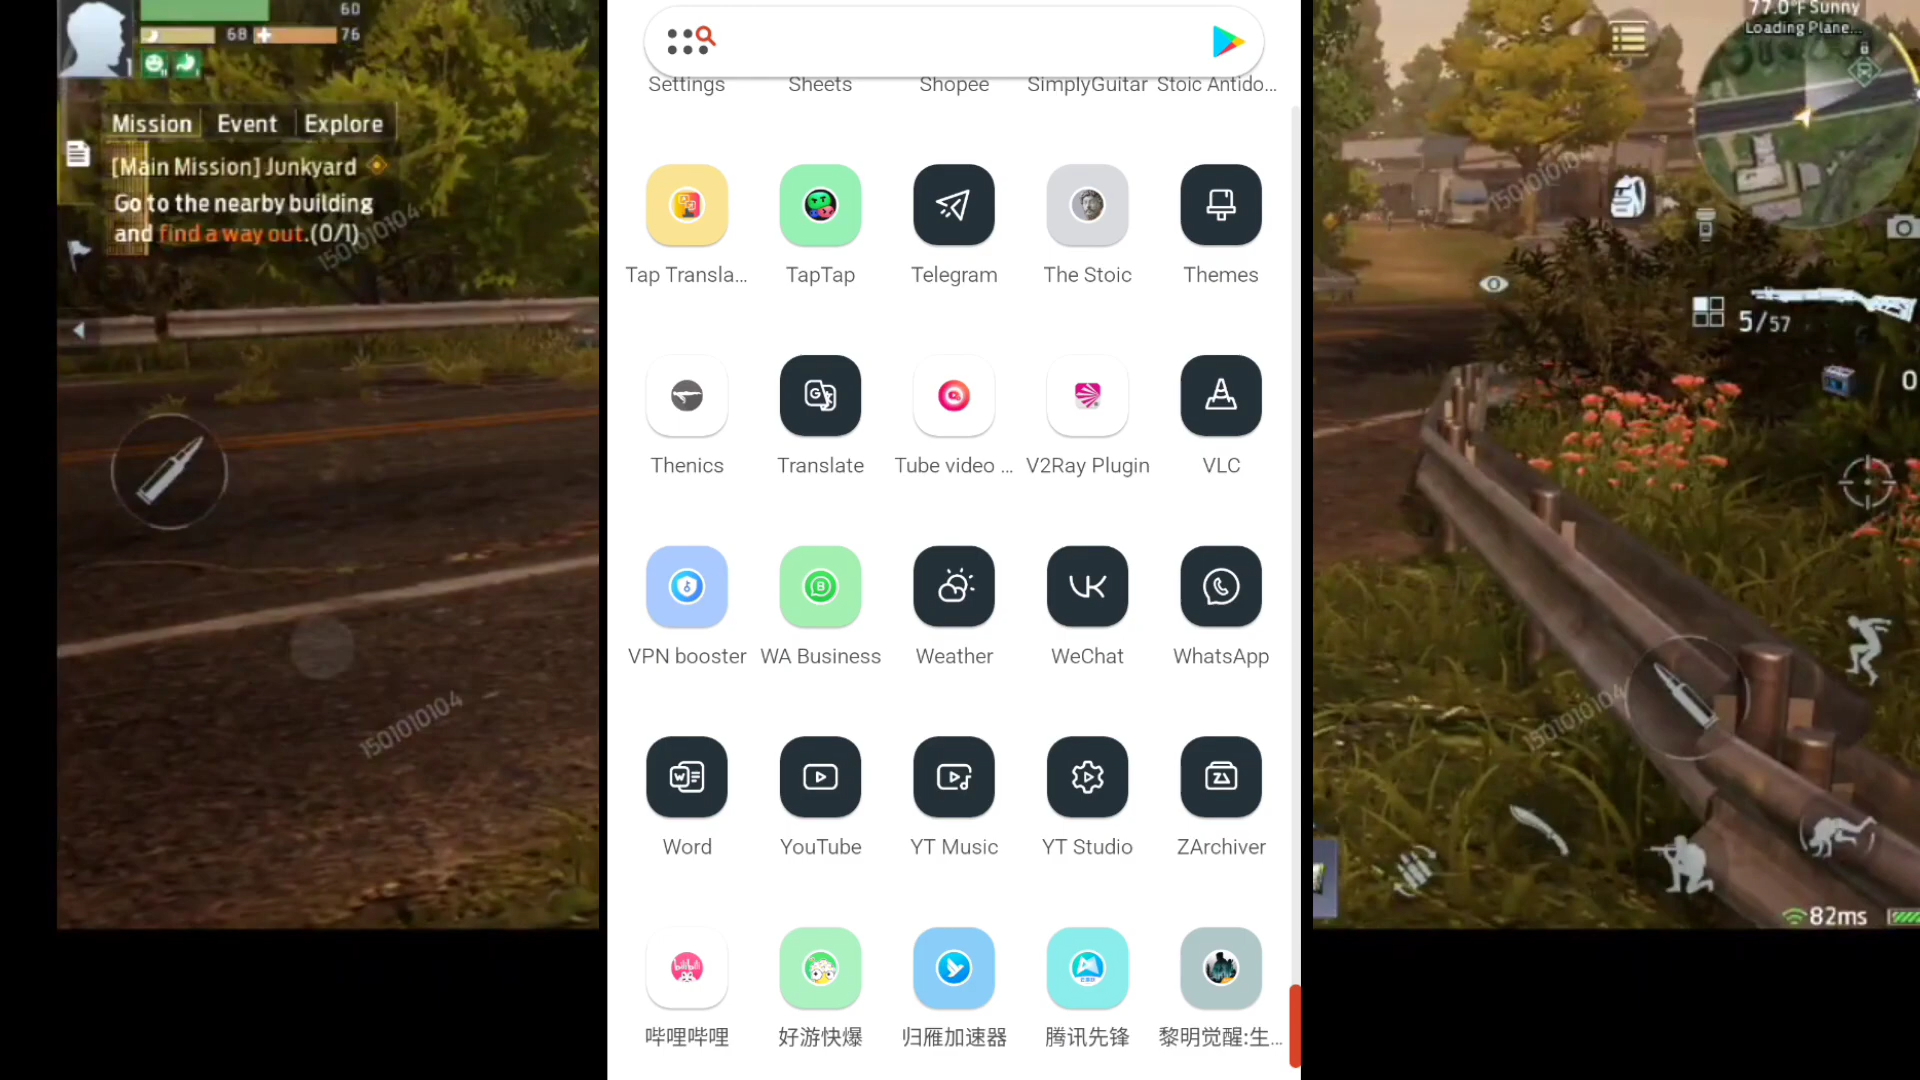 60
68
76
Mission Event Explore
[Main Mission] Junkyard
Go to the nearby building
and find a way out.(0/1)
150101010104
150101010104
Settings Sheets Shopee SimplyGuitar Stoic Antido...
Tap Transla... TapTap Telegram The Stoic Themes
Thenics Translate Tube video ... V2Ray Plugin VLC
VPN booster WA Business Weather WeChat WhatsApp
Word YouTube YT Music YT Studio ZArchiver
哔哩哔哩 好游快爆 归雁加速器 腾讯先锋 黎明觉醒:生...
77.0°F Sunny
Loading Plane...
S
5/57
0
82ms